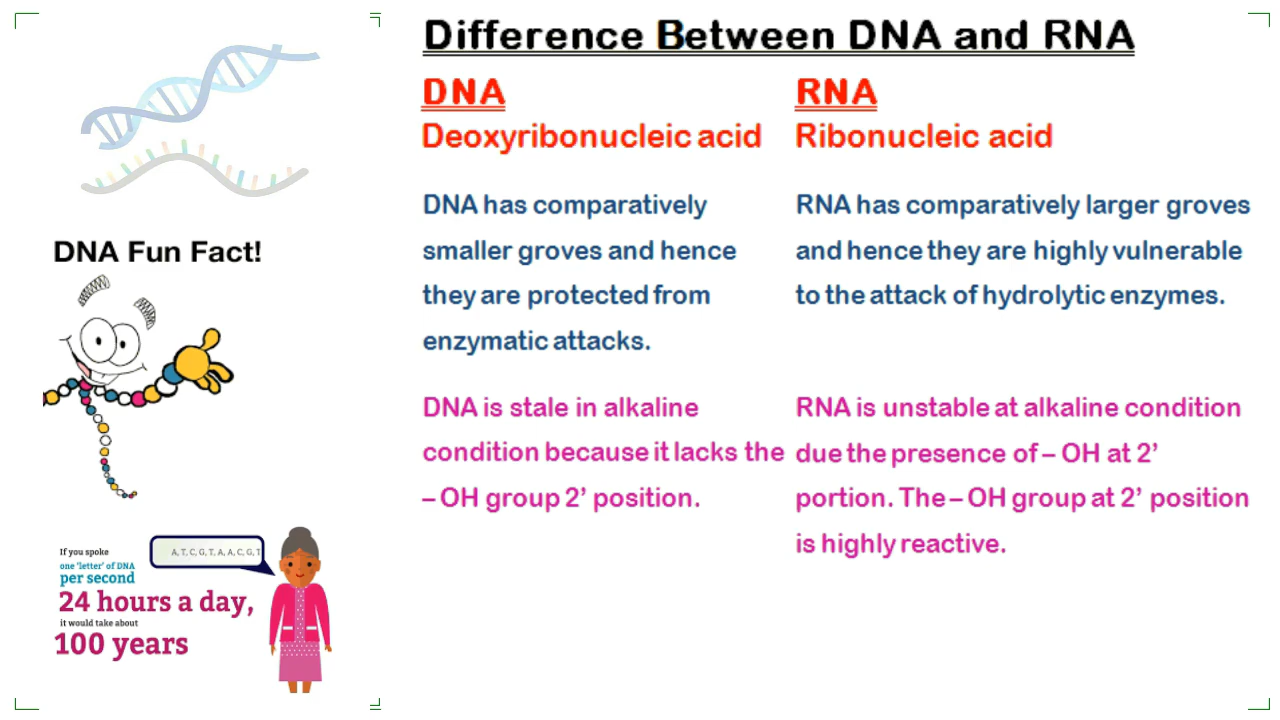 Difference Between DNA and RNA
DNA
Deoxyribonucleic acid
DNA has comparatively
smaller groves and hence
they are protected from
enzymatic attacks.
DNA is stale in alkaline
condition because it lacks the
– OH group 2’ position.
RNA
Ribonucleic acid
RNA has comparatively larger groves
and hence they are highly vulnerable
to the attack of hydrolytic enzymes.
RNA is unstable at alkaline condition
due the presence of – OH at 2’
portion. The – OH group at 2’ position
is highly reactive.
DNA Fun Fact!
If you spoke
one ‘letter’ of DNA
per second
24 hours a day,
it would take about
100 years
A, T, C, G, T, A, A, C, G, T